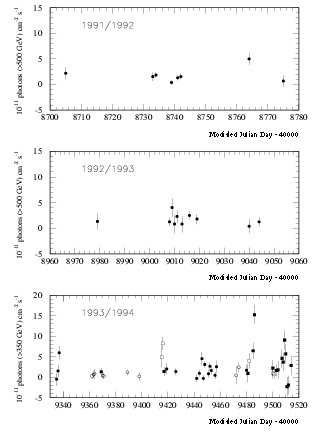 1991/1992
10⁻¹¹ photons (>500 GeV) cm⁻² s⁻¹
15
10
5
0
-5
8700 8710 8720 8730 8740 8750 8760 8770 8780
Modified Julian Day - 40000
1992/1993
10⁻¹¹ photons (>500 GeV) cm⁻² s⁻¹
15
10
5
0
-5
8960 8970 8980 8990 9000 9010 9020 9030 9040 9050 9060
Modified Julian Day - 40000
1993/1994
10⁻¹¹ photons (>350 GeV) cm⁻² s⁻¹
20
15
10
5
0
-5
9340 9360 9380 9400 9420 9440 9460 9480 9500 9520
Modified Julian Day - 40000